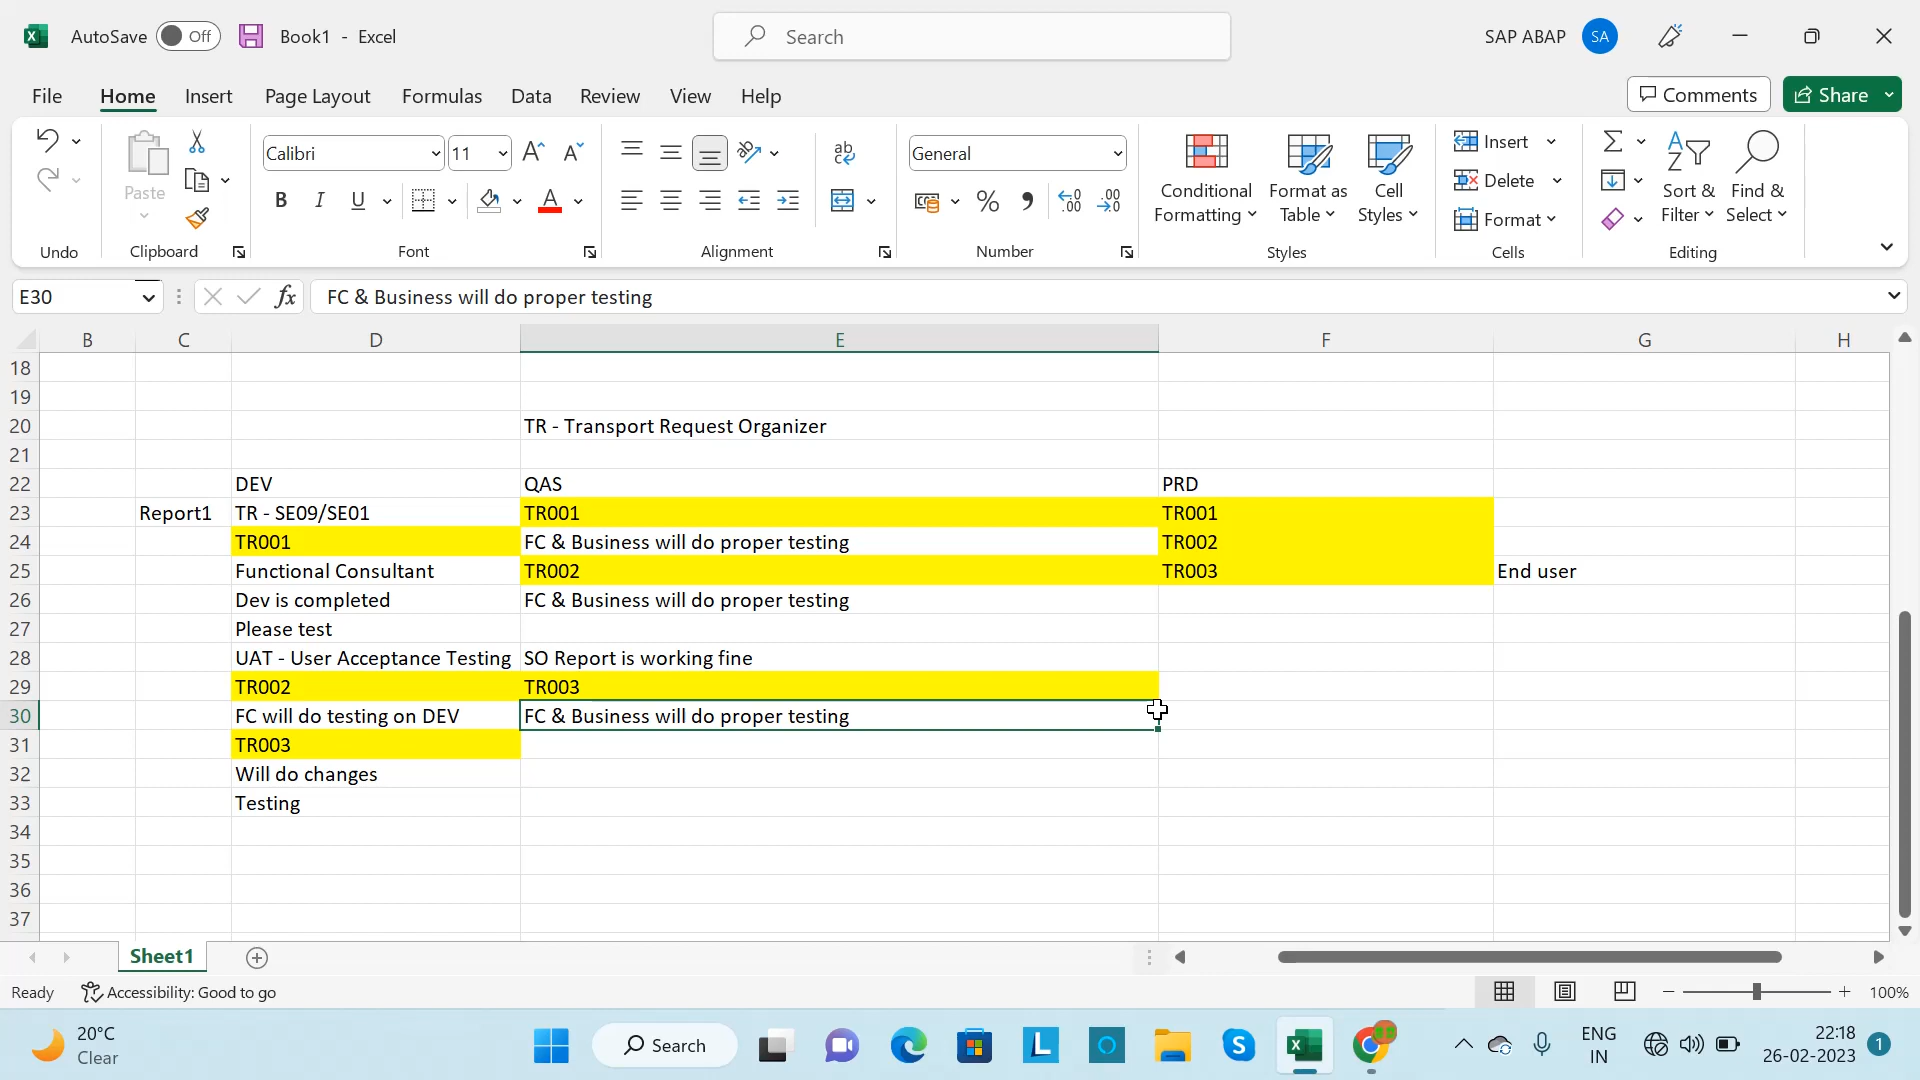 AutoSave Off Book1 - Excel Search SAP ABAP SA
File Home Insert Page Layout Formulas Data Review View Help Comments Share
Paste Calibri 11 ab General Conditional Formatting Format as Table Cell Styles Insert Delete Format Sort & Filter Find & Select
Undo Clipboard Font Alignment Number Styles Cells Editing
E30 fx FC & Business will do proper testing
B C D E F G H
18
19
20 TR - Transport Request Organizer
21
22 DEV QAS PRD
23 Report1 TR - SE09/SE01 TR001 TR001
24 TR001 FC & Business will do proper testing TR002
25 Functional Consultant TR002 TR003 End user
26 Dev is completed FC & Business will do proper testing
27 Please test
28 UAT - User Acceptance Testing SO Report is working fine
29 TR002 TR003
30 FC will do testing on DEV FC & Business will do proper testing
31 TR003
32 Will do changes
33 Testing
34
35
36
37
Sheet1
Ready Accessibility: Good to go 100%
20°C
Clear
Search
ENG
IN
22:18
26-02-2023
1